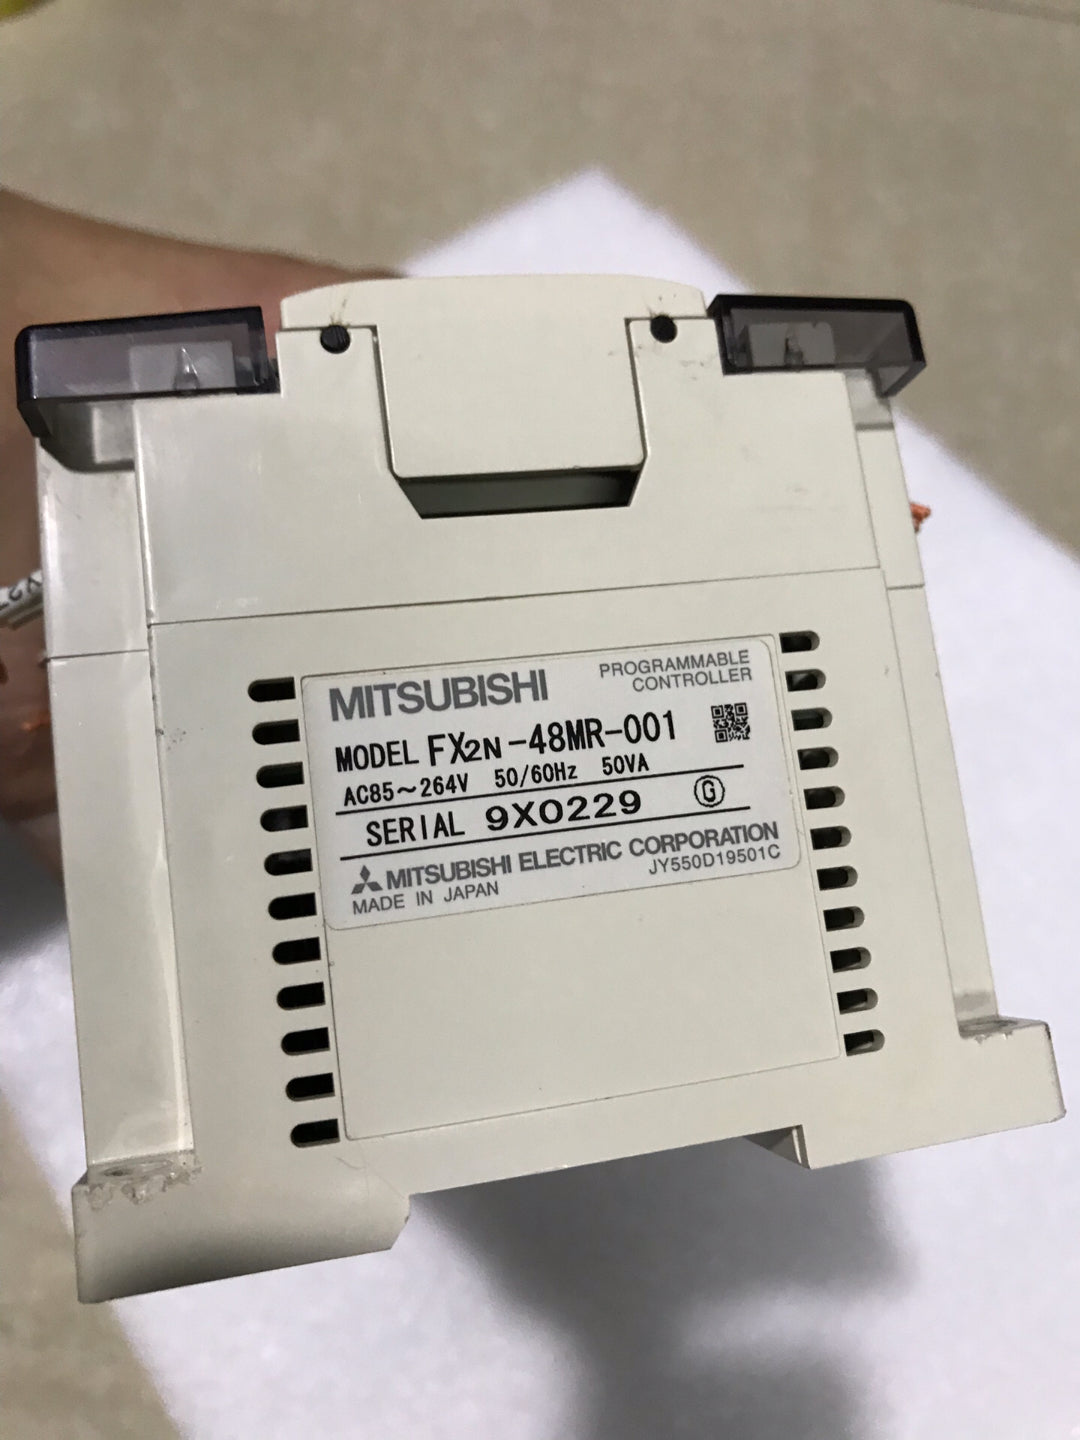 MITSUBISHI
PROGRAMMABLE
CONTROLLER
MODEL FX2N-48MR-001
AC85~264V 50/60Hz 50VA
SERIAL 9X0229 G
MITSUBISHI ELECTRIC CORPORATION
MADE IN JAPAN JY550D19501C